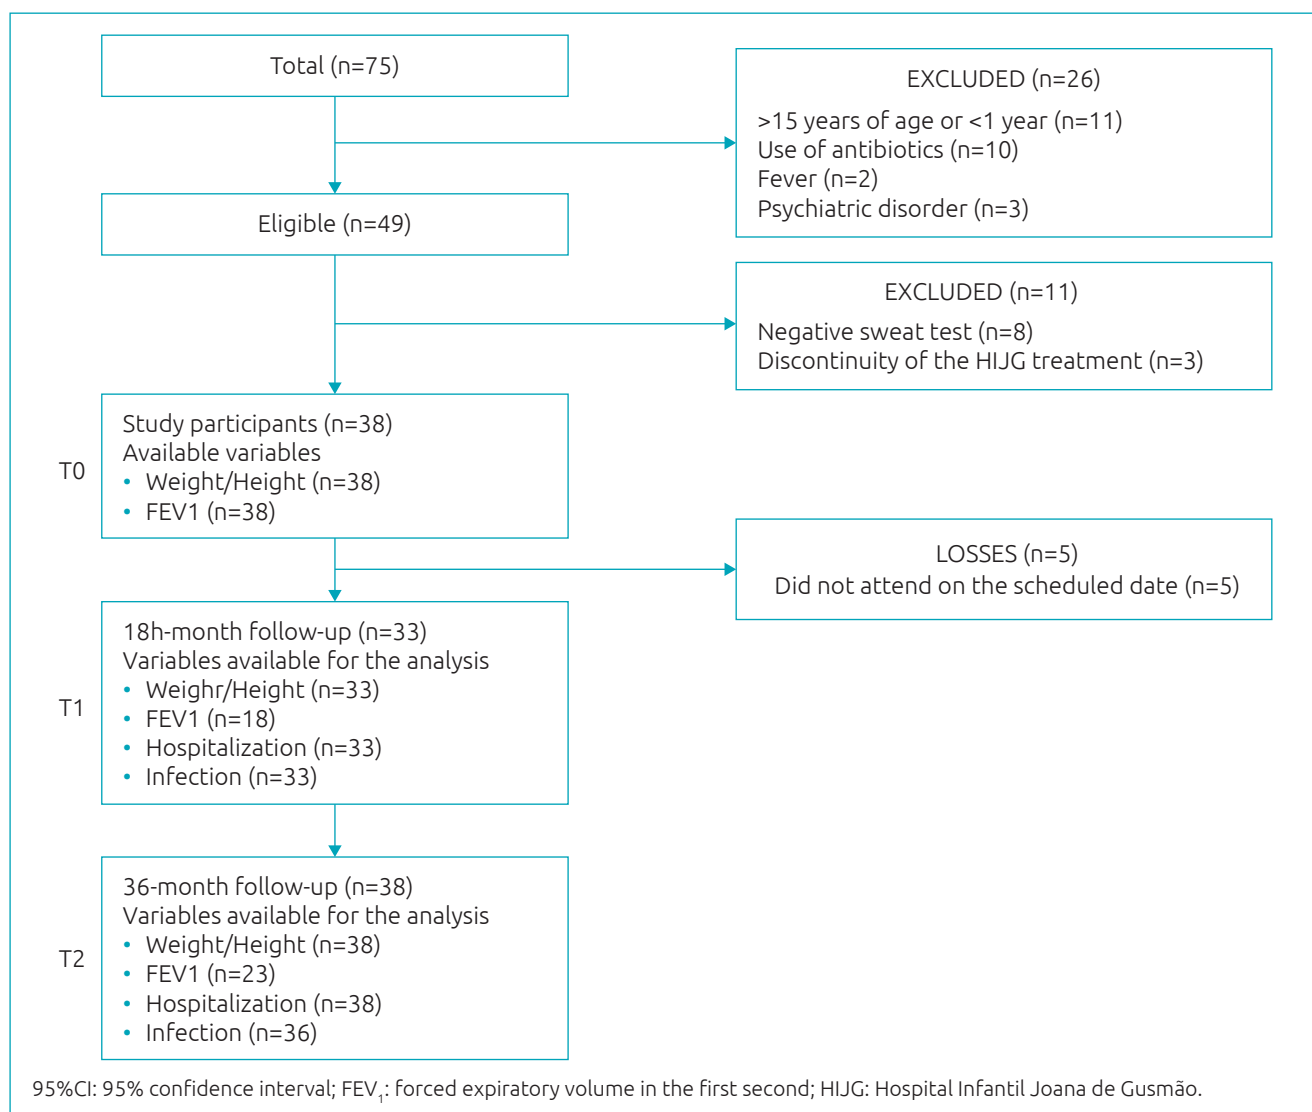 Total (n=75)
EXCLUDED (n=26)
>15 years of age or <1 year (n=11)
Use of antibiotics (n=10)
Fever (n=2)
Psychiatric disorder (n=3)
Eligible (n=49)
EXCLUDED (n=11)
Negative sweat test (n=8)
Discontinuity of the HIJG treatment (n=3)
T0
Study participants (n=38)
Available variables
• Weight/Height (n=38)
• FEV1 (n=38)
LOSSES (n=5)
Did not attend on the scheduled date (n=5)
T1
18h-month follow-up (n=33)
Variables available for the analysis
• Weighr/Height (n=33)
• FEV1 (n=18)
• Hospitalization (n=33)
• Infection (n=33)
T2
36-month follow-up (n=38)
Variables available for the analysis
• Weight/Height (n=38)
• FEV1 (n=23)
• Hospitalization (n=38)
• Infection (n=36)
95%CI: 95% confidence interval; FEV₁: forced expiratory volume in the first second; HIJG: Hospital Infantil Joana de Gusmão.